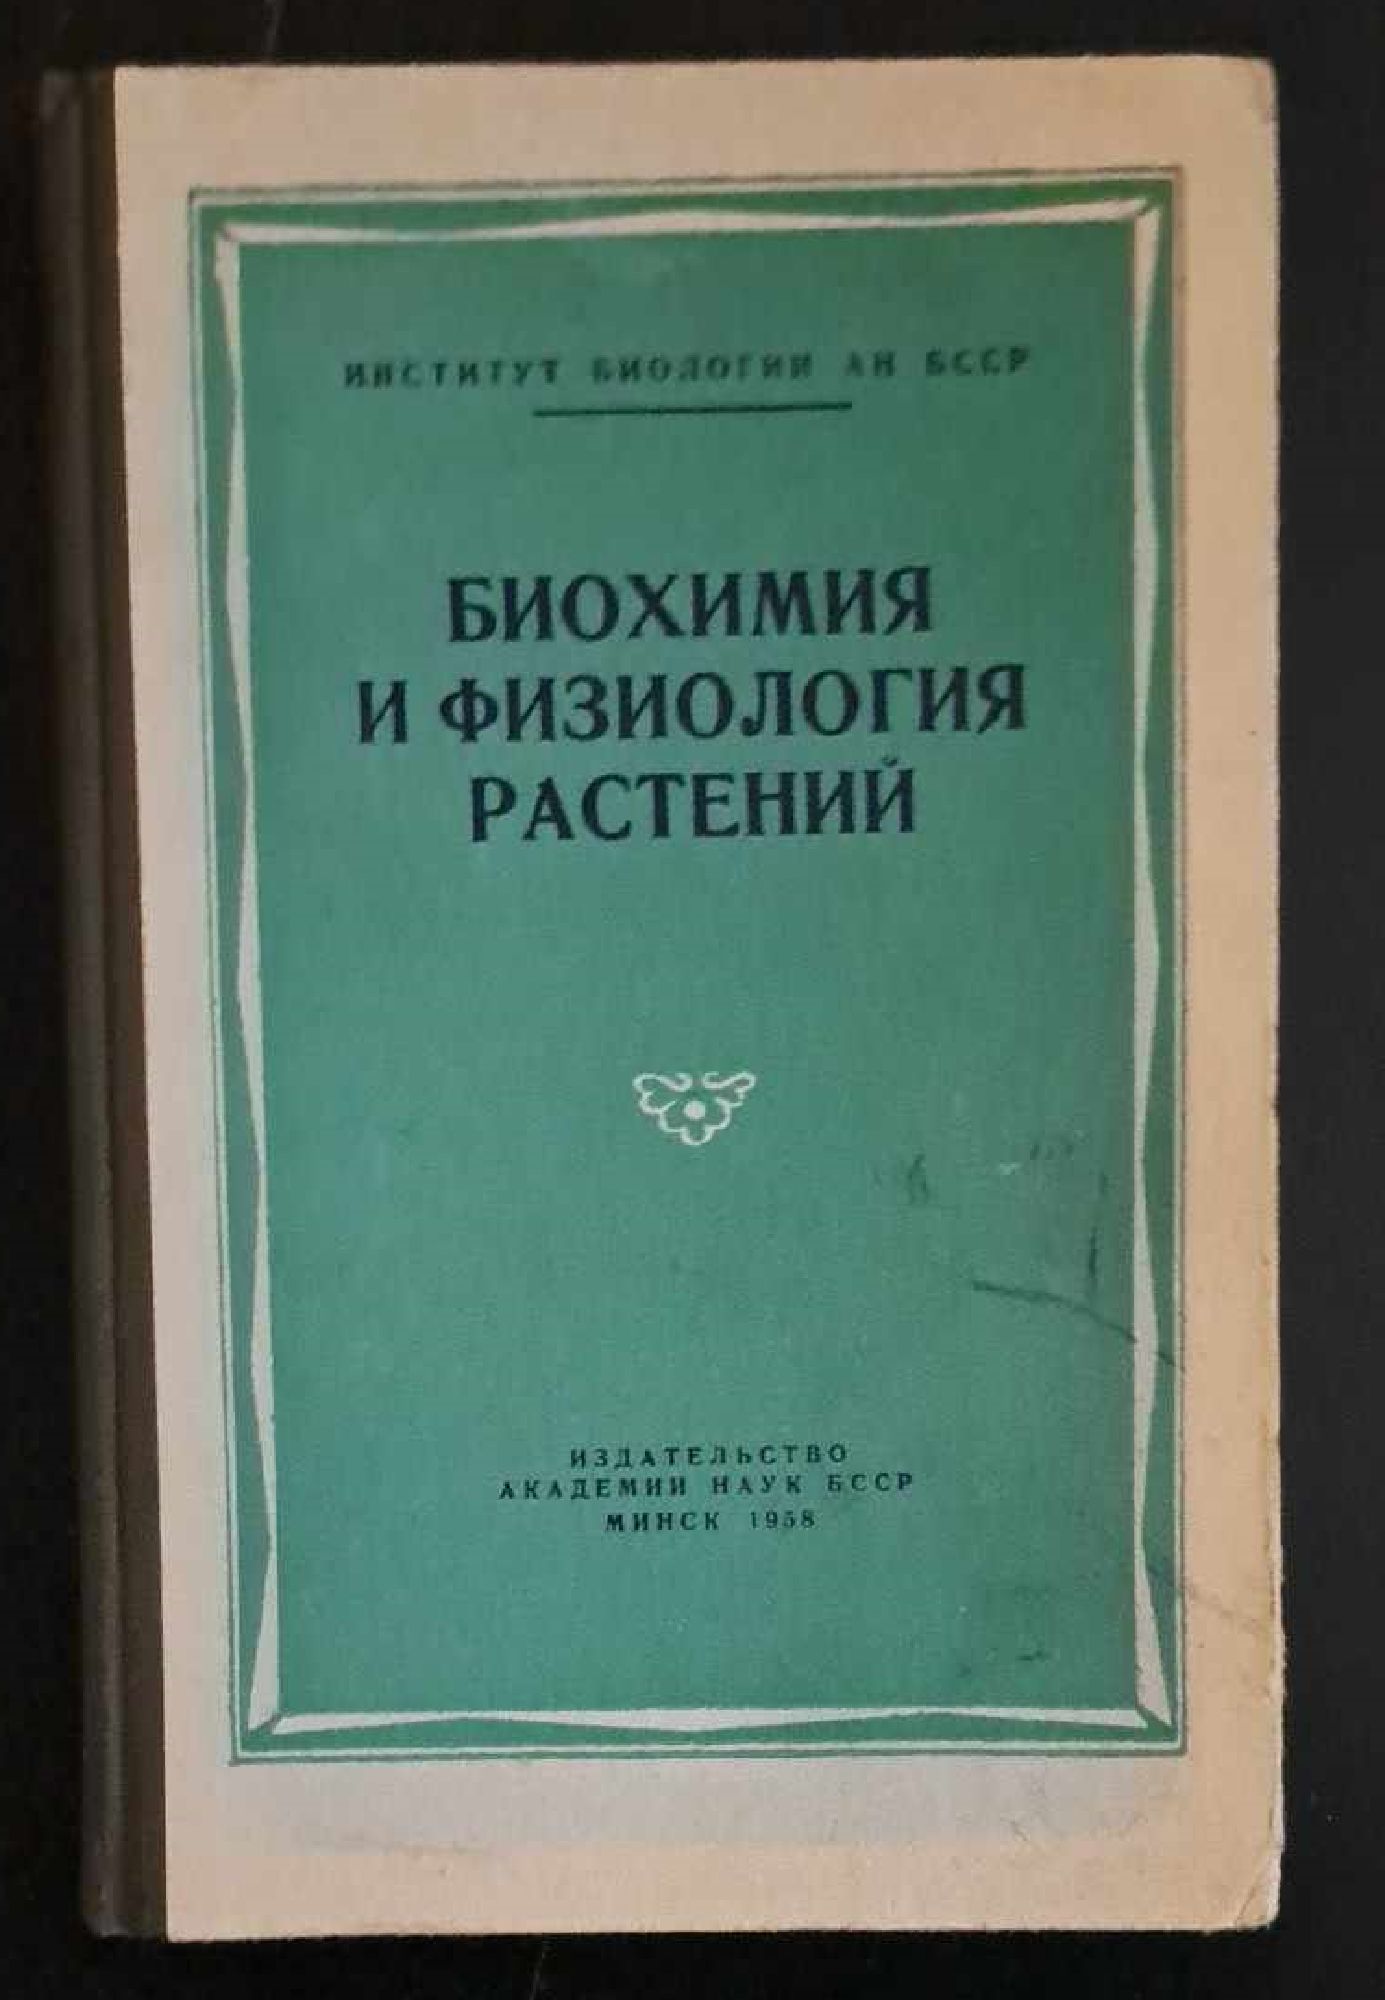 ИНСТИТУТ БИОЛОГИИ АН БССР
БИОХИМИЯ
И ФИЗИОЛОГИЯ
РАСТЕНИЙ
ИЗДАТЕЛЬСТВО
АКАДЕМИИ НАУК БССР
МИНСК 1958